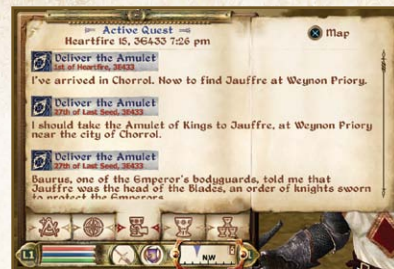 Active Quest
Heartfire 15, 3E433 7:26 pm
Map
Deliver the Amulet
1st of Heartfire, 3E433
I've arrived in Chorrol. Now to find Jauffre at Weynon Priory.
Deliver the Amulet
27th of Last Seed, 3E433
I should take the Amulet of Kings to Jauffre, at Weynon Priory
near the city of Chorrol.
Deliver the Amulet
27th of Last Seed, 3E433
Baurus, one of the Emperor's bodyguards, told me that
Jauffre was the head of the Blades, an order of knights sworn
to protect the Emperors
L1
NW